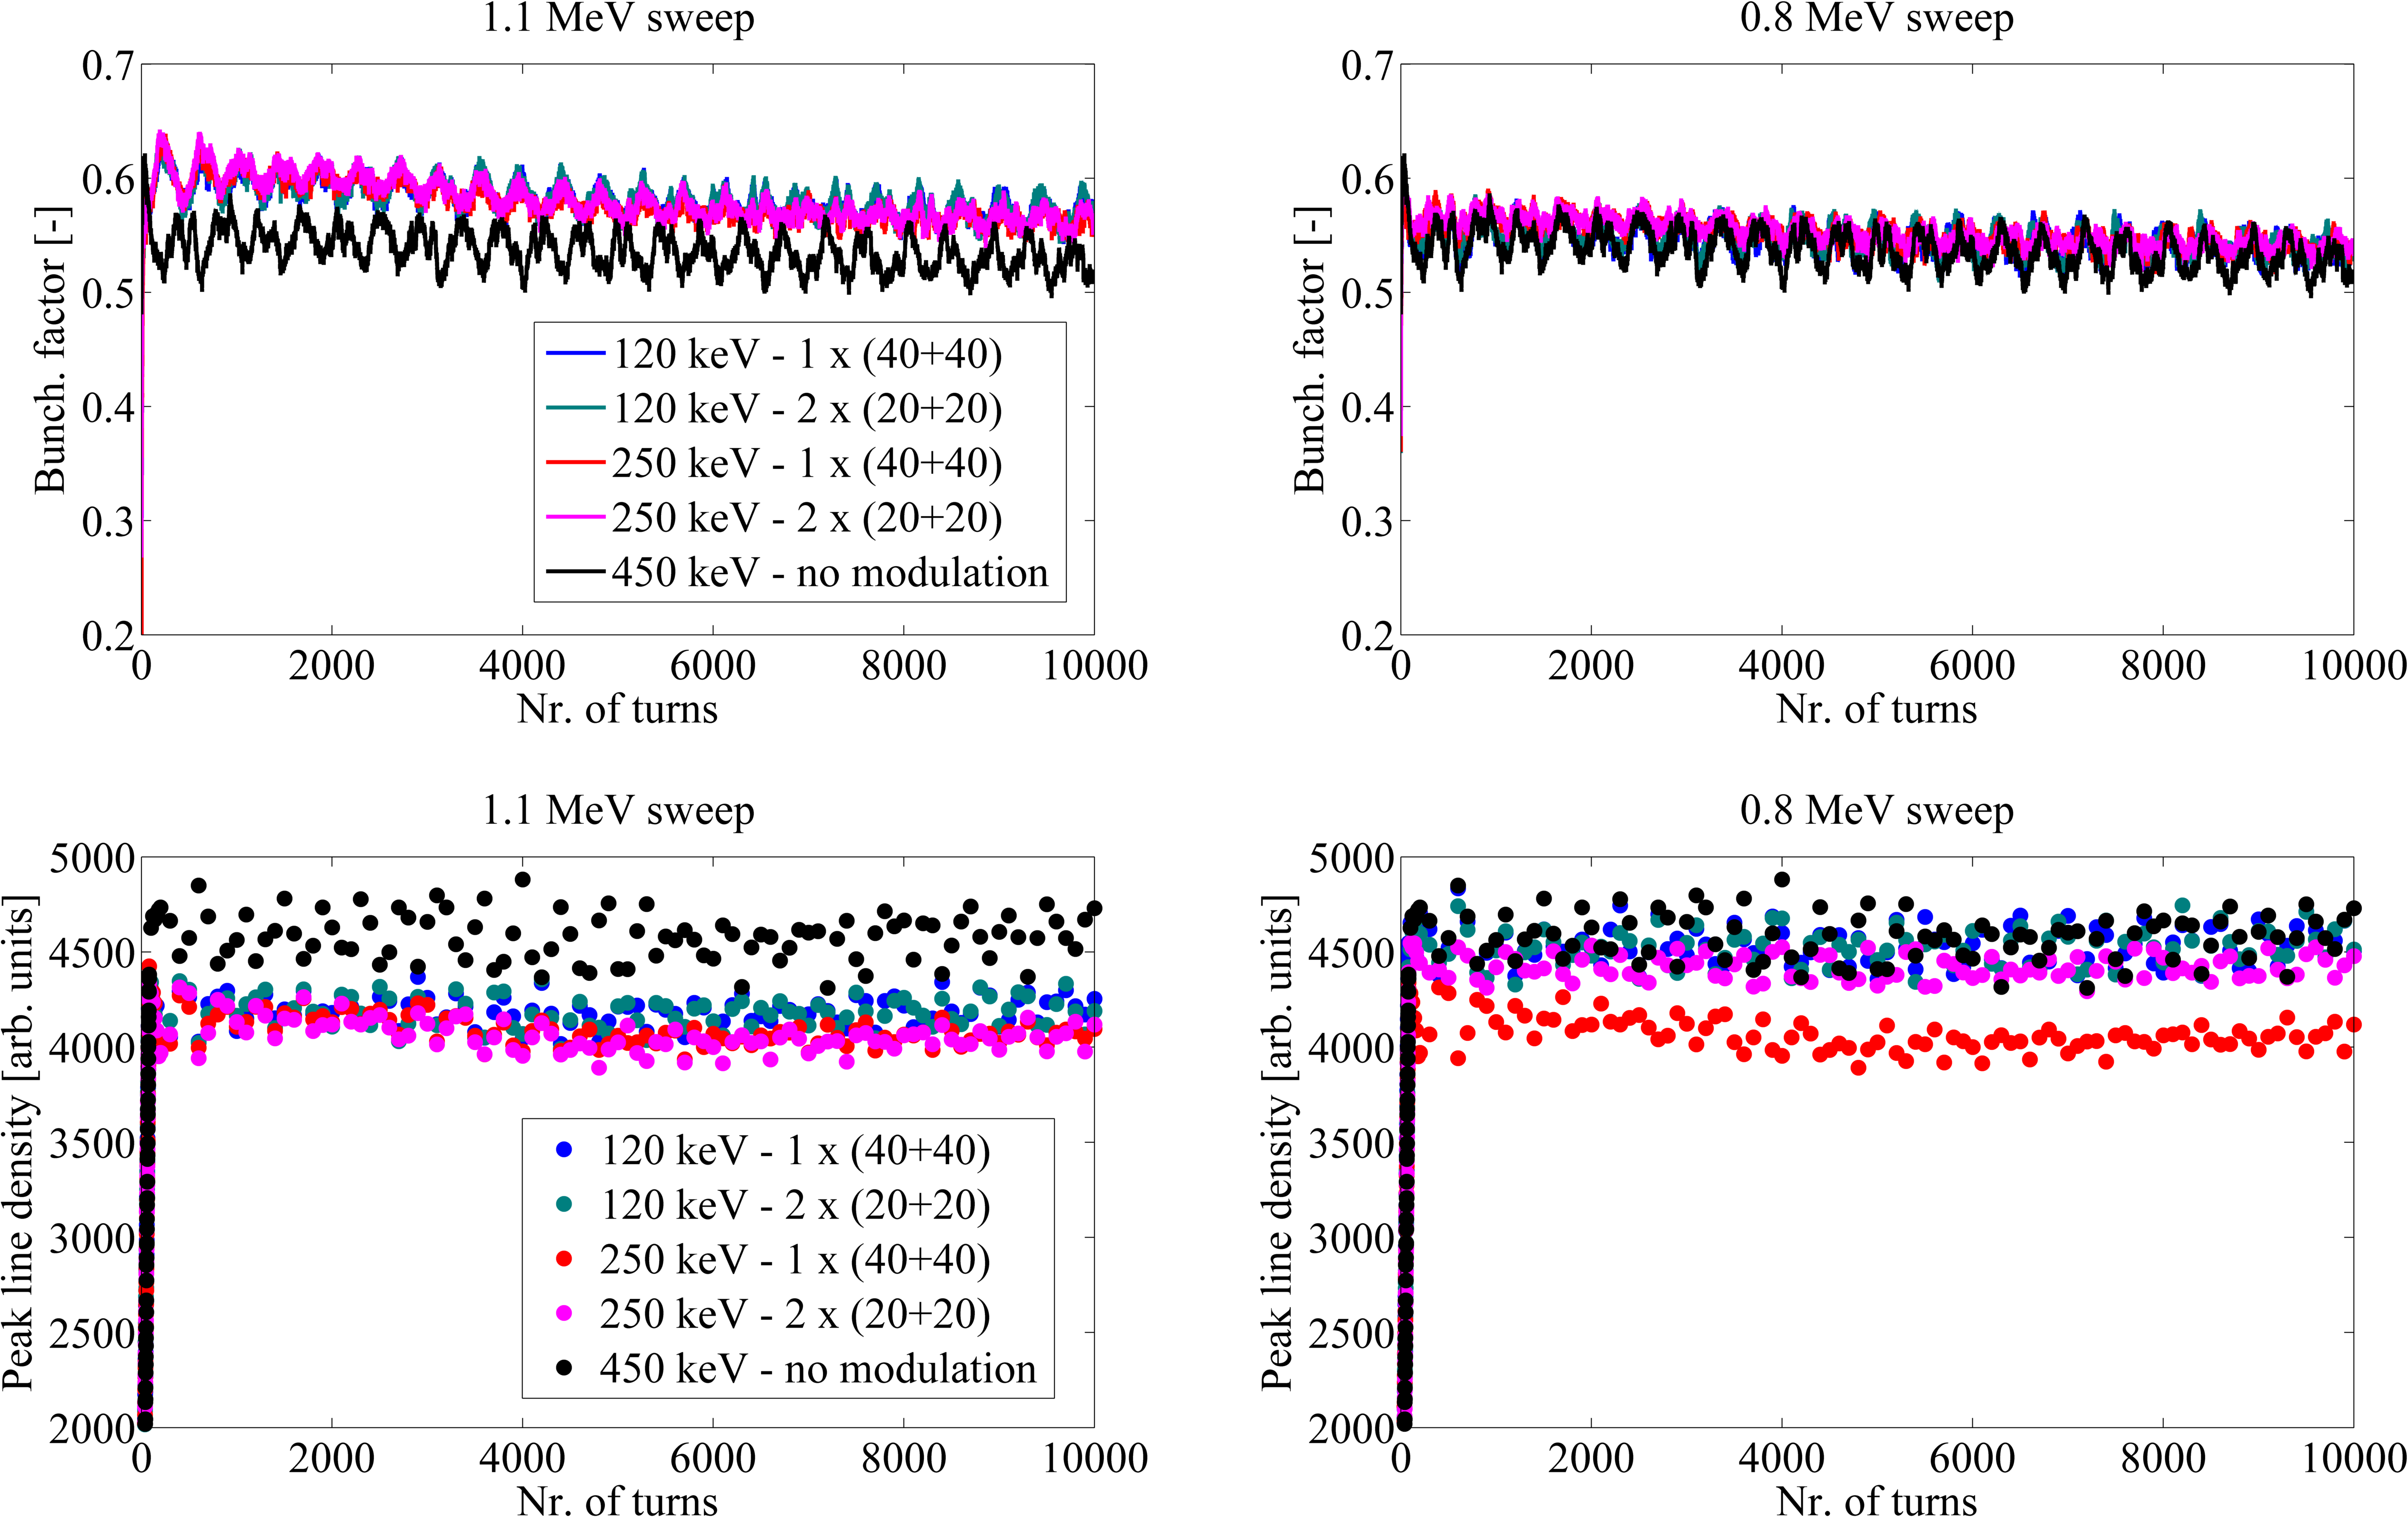 1.1 MeV sweep
Bunch. factor [-]
0.7
0.6
0.5
0.4
0.3
0.2
0 2000 4000 6000 8000 10000
Nr. of turns
120 keV - 1 x (40+40)
120 keV - 2 x (20+20)
250 keV - 1 x (40+40)
250 keV - 2 x (20+20)
450 keV - no modulation
0.8 MeV sweep
Bunch. factor [-]
0.7
0.6
0.5
0.4
0.3
0.2
0 2000 4000 6000 8000 10000
Nr. of turns
1.1 MeV sweep
Peak line density [arb. units]
5000
4500
4000
3500
3000
2500
2000
0 2000 4000 6000 8000 10000
Nr. of turns
120 keV - 1 x (40+40)
120 keV - 2 x (20+20)
250 keV - 1 x (40+40)
250 keV - 2 x (20+20)
450 keV - no modulation
0.8 MeV sweep
Peak line density [arb. units]
5000
4500
4000
3500
3000
2500
2000
0 2000 4000 6000 8000 10000
Nr. of turns